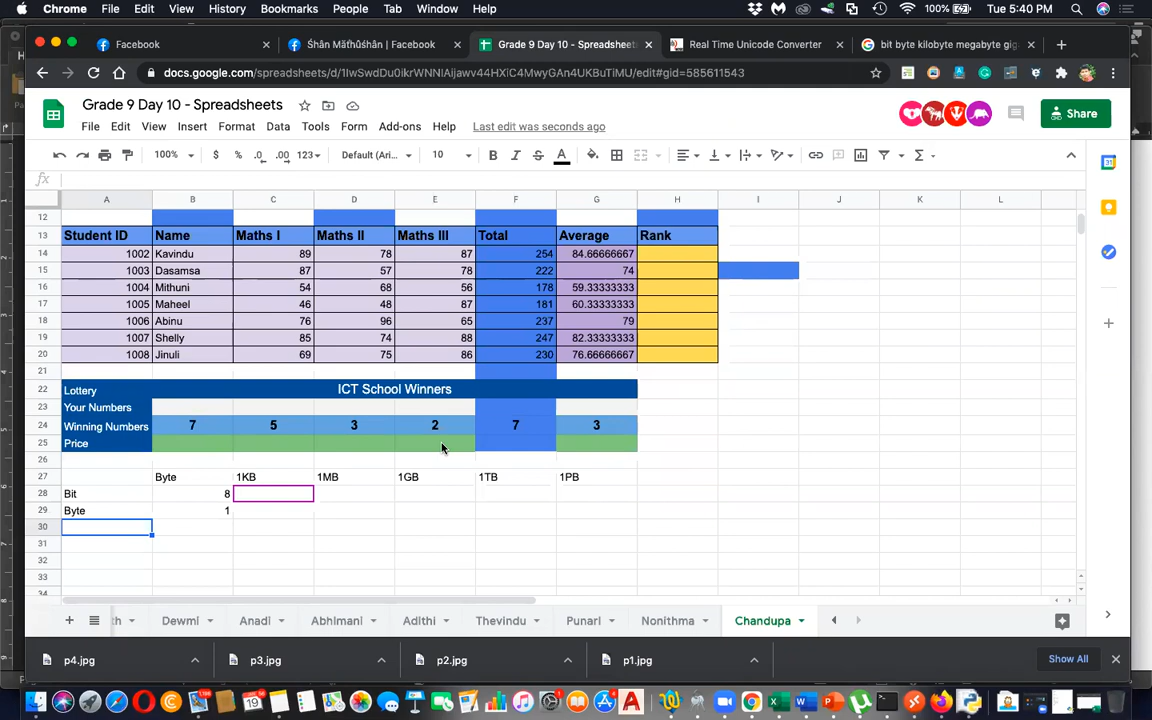 Chrome File Edit View History Bookmarks People Tab Window Help 100% Tue 5:40 PM
Facebook × Śhân Mäťhûśhân | Facebook × Grade 9 Day 10 - Spreadsheets × Real Time Unicode Converter × bit byte kilobyte megabyte gig ×
Grade 9 Day 10 - Spreadsheets
File Edit View Insert Format Data Tools Form Add-ons Help Last edit was seconds ago
Share
100% $ % .0 .00 123 Default (Ari... 10 B I S A
fx
A B C D E F G H I J K L
12
13 Student ID Name Maths I Maths II Maths III Total Average Rank
14 1002 Kavindu 89 78 87 254 84.66666667
15 1003 Dasamsa 87 57 78 222 74
16 1004 Mithuni 54 68 56 178 59.33333333
17 1005 Maheel 46 48 87 181 60.33333333
18 1006 Abinu 76 96 65 237 79
19 1007 Shelly 85 74 88 247 82.33333333
20 1008 Jinuli 69 75 86 230 76.66666667
21
22 Lottery ICT School Winners
23 Your Numbers
24 Winning Numbers 7 5 3 2 7 3
25 Price
26
27 Byte 1KB 1MB 1GB 1TB 1PB
28 Bit 8
29 Byte 1
30
31
32
33
34
Dewmi Anadi Abhimani Adithi Thevindu Punari Nonithma Chandupa
p4.jpg p3.jpg p2.jpg p1.jpg Show All